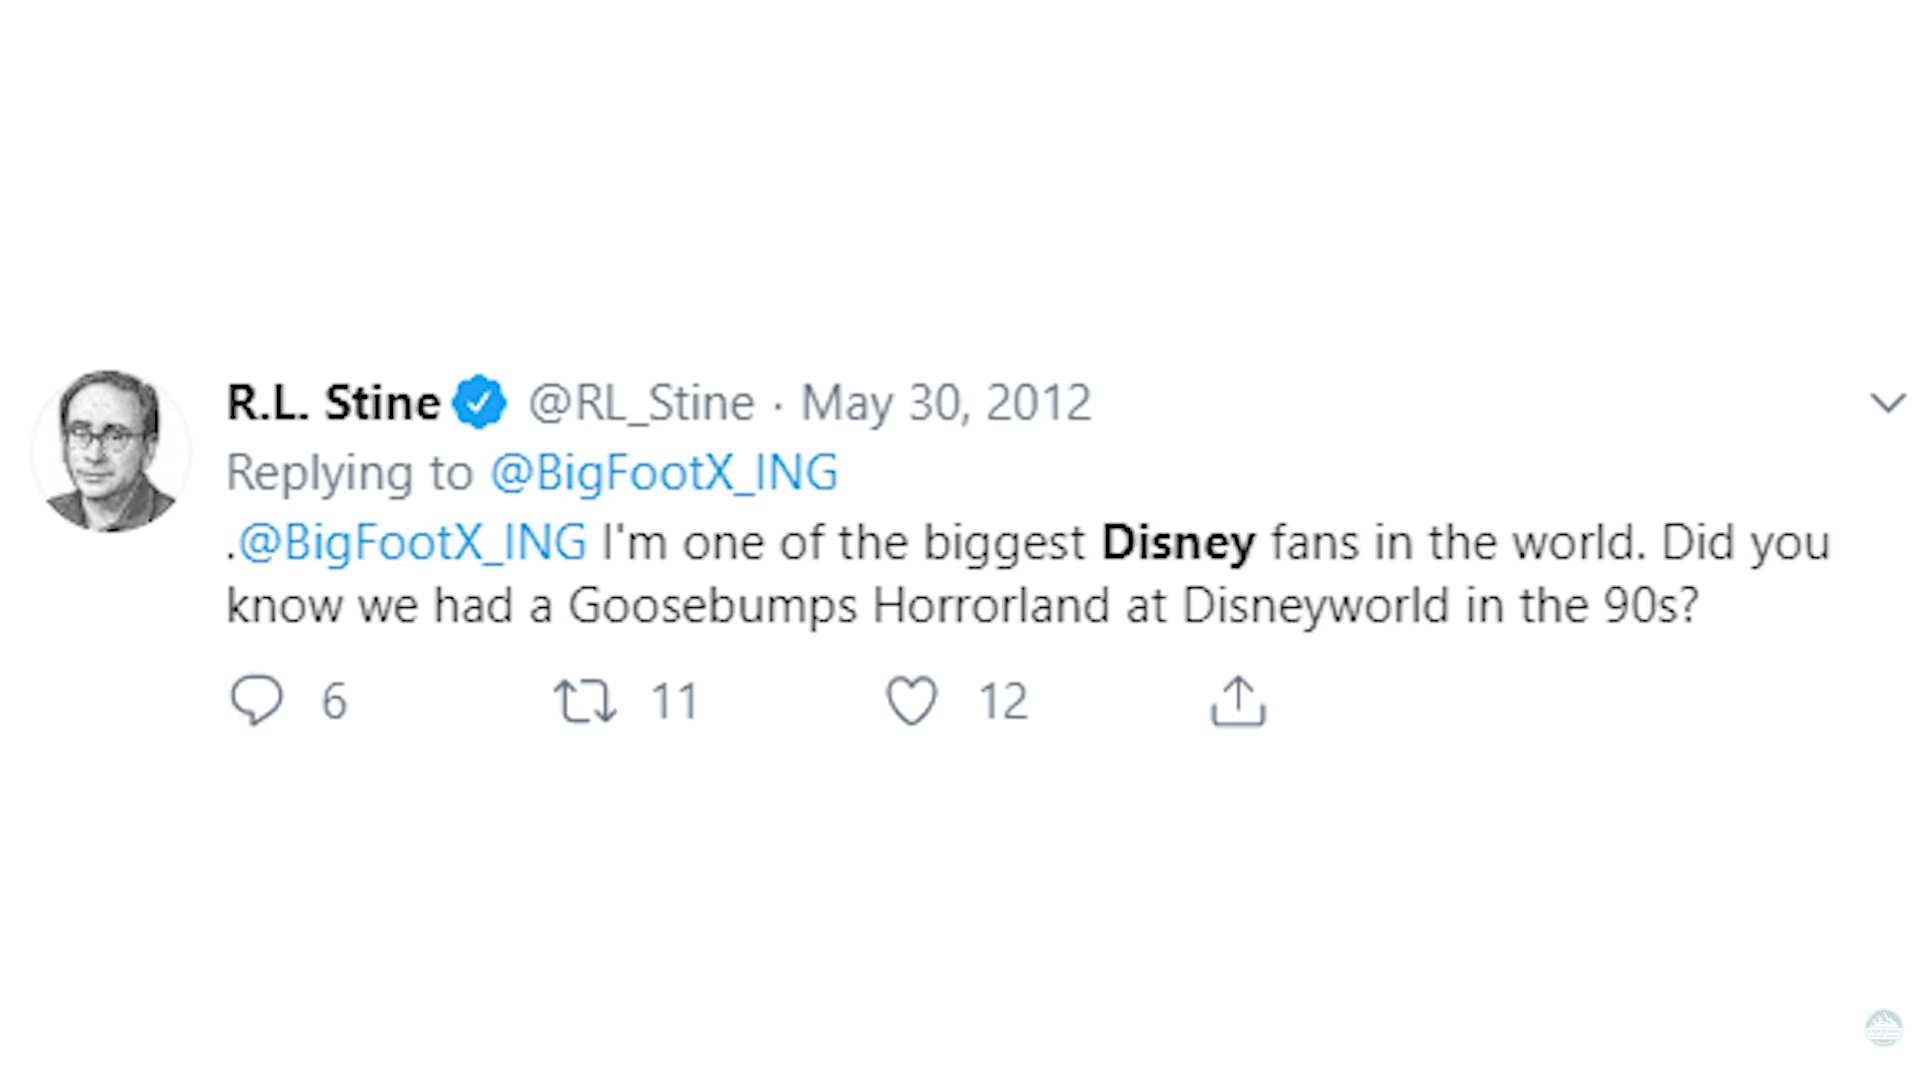 R.L. Stine @RL_Stine · May 30, 2012
Replying to @BigFootX_ING
.@BigFootX_ING I'm one of the biggest Disney fans in the world. Did you
know we had a Goosebumps Horrorland at Disneyworld in the 90s?
6 11 12